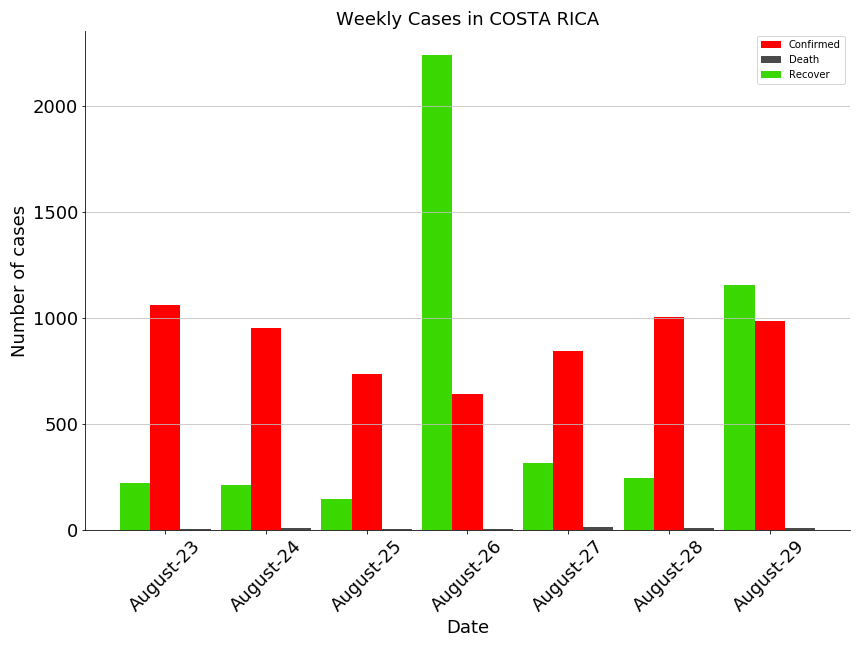 Weekly Cases in COSTA RICA
Confirmed
Death
Recover
Number of cases
2000
1500
1000
500
0
August-23
August-24
August-25
August-26
August-27
August-28
August-29
Date